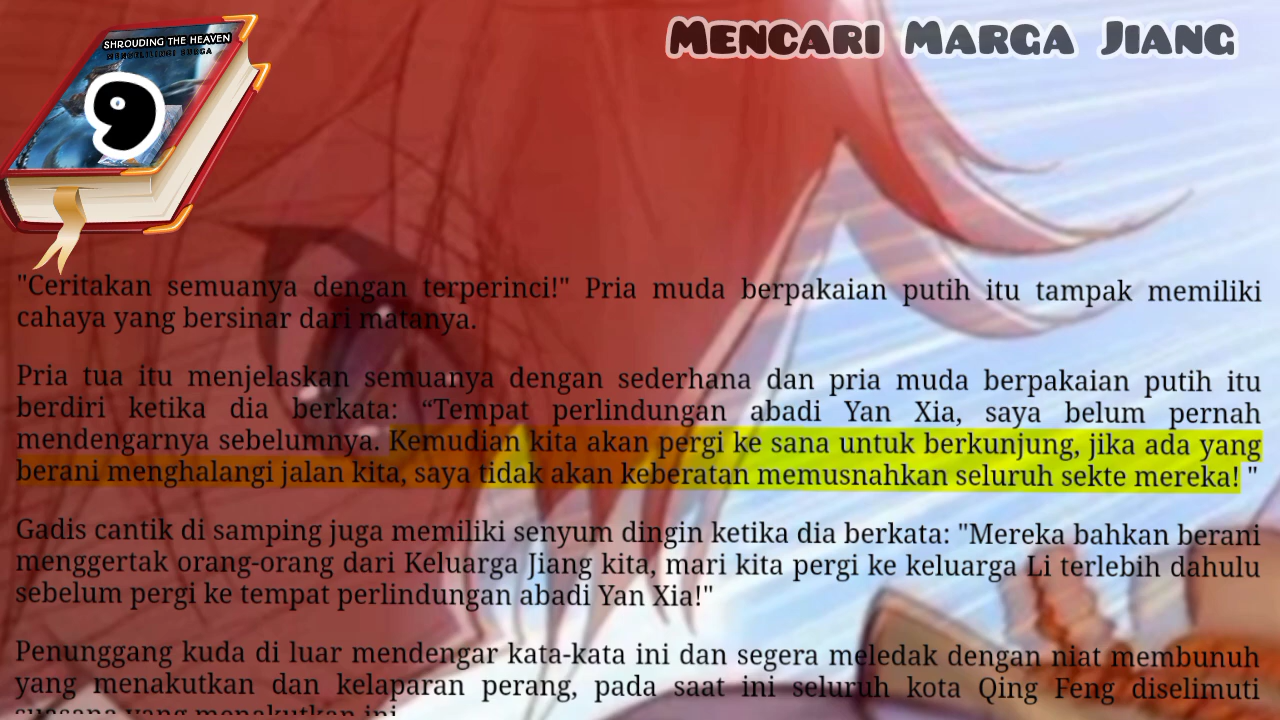 Mencari Marga Jiang
SHROUDING THE HEAVEN
9
"Ceritakan semuanya dengan terperinci!" Pria muda berpakaian putih itu tampak memiliki
cahaya yang bersinar dari matanya.
Pria tua itu menjelaskan semuanya dengan sederhana dan pria muda berpakaian putih itu
berdiri ketika dia berkata: “Tempat perlindungan abadi Yan Xia, saya belum pernah
mendengarnya sebelumnya. Kemudian kita akan pergi ke sana untuk berkunjung, jika ada yang
berani menghalangi jalan kita, saya tidak akan keberatan memusnahkan seluruh sekte mereka! "
Gadis cantik di samping juga memiliki senyum dingin ketika dia berkata: "Mereka bahkan berani
menggertak orang-orang dari Keluarga Jiang kita, mari kita pergi ke keluarga Li terlebih dahulu
sebelum pergi ke tempat perlindungan abadi Yan Xia!"
Penunggang kuda di luar mendengar kata-kata ini dan segera meledak dengan niat membunuh
yang menakutkan dan kelaparan perang, pada saat ini seluruh kota Qing Feng diselimuti
suasana yang menakutkan ini.